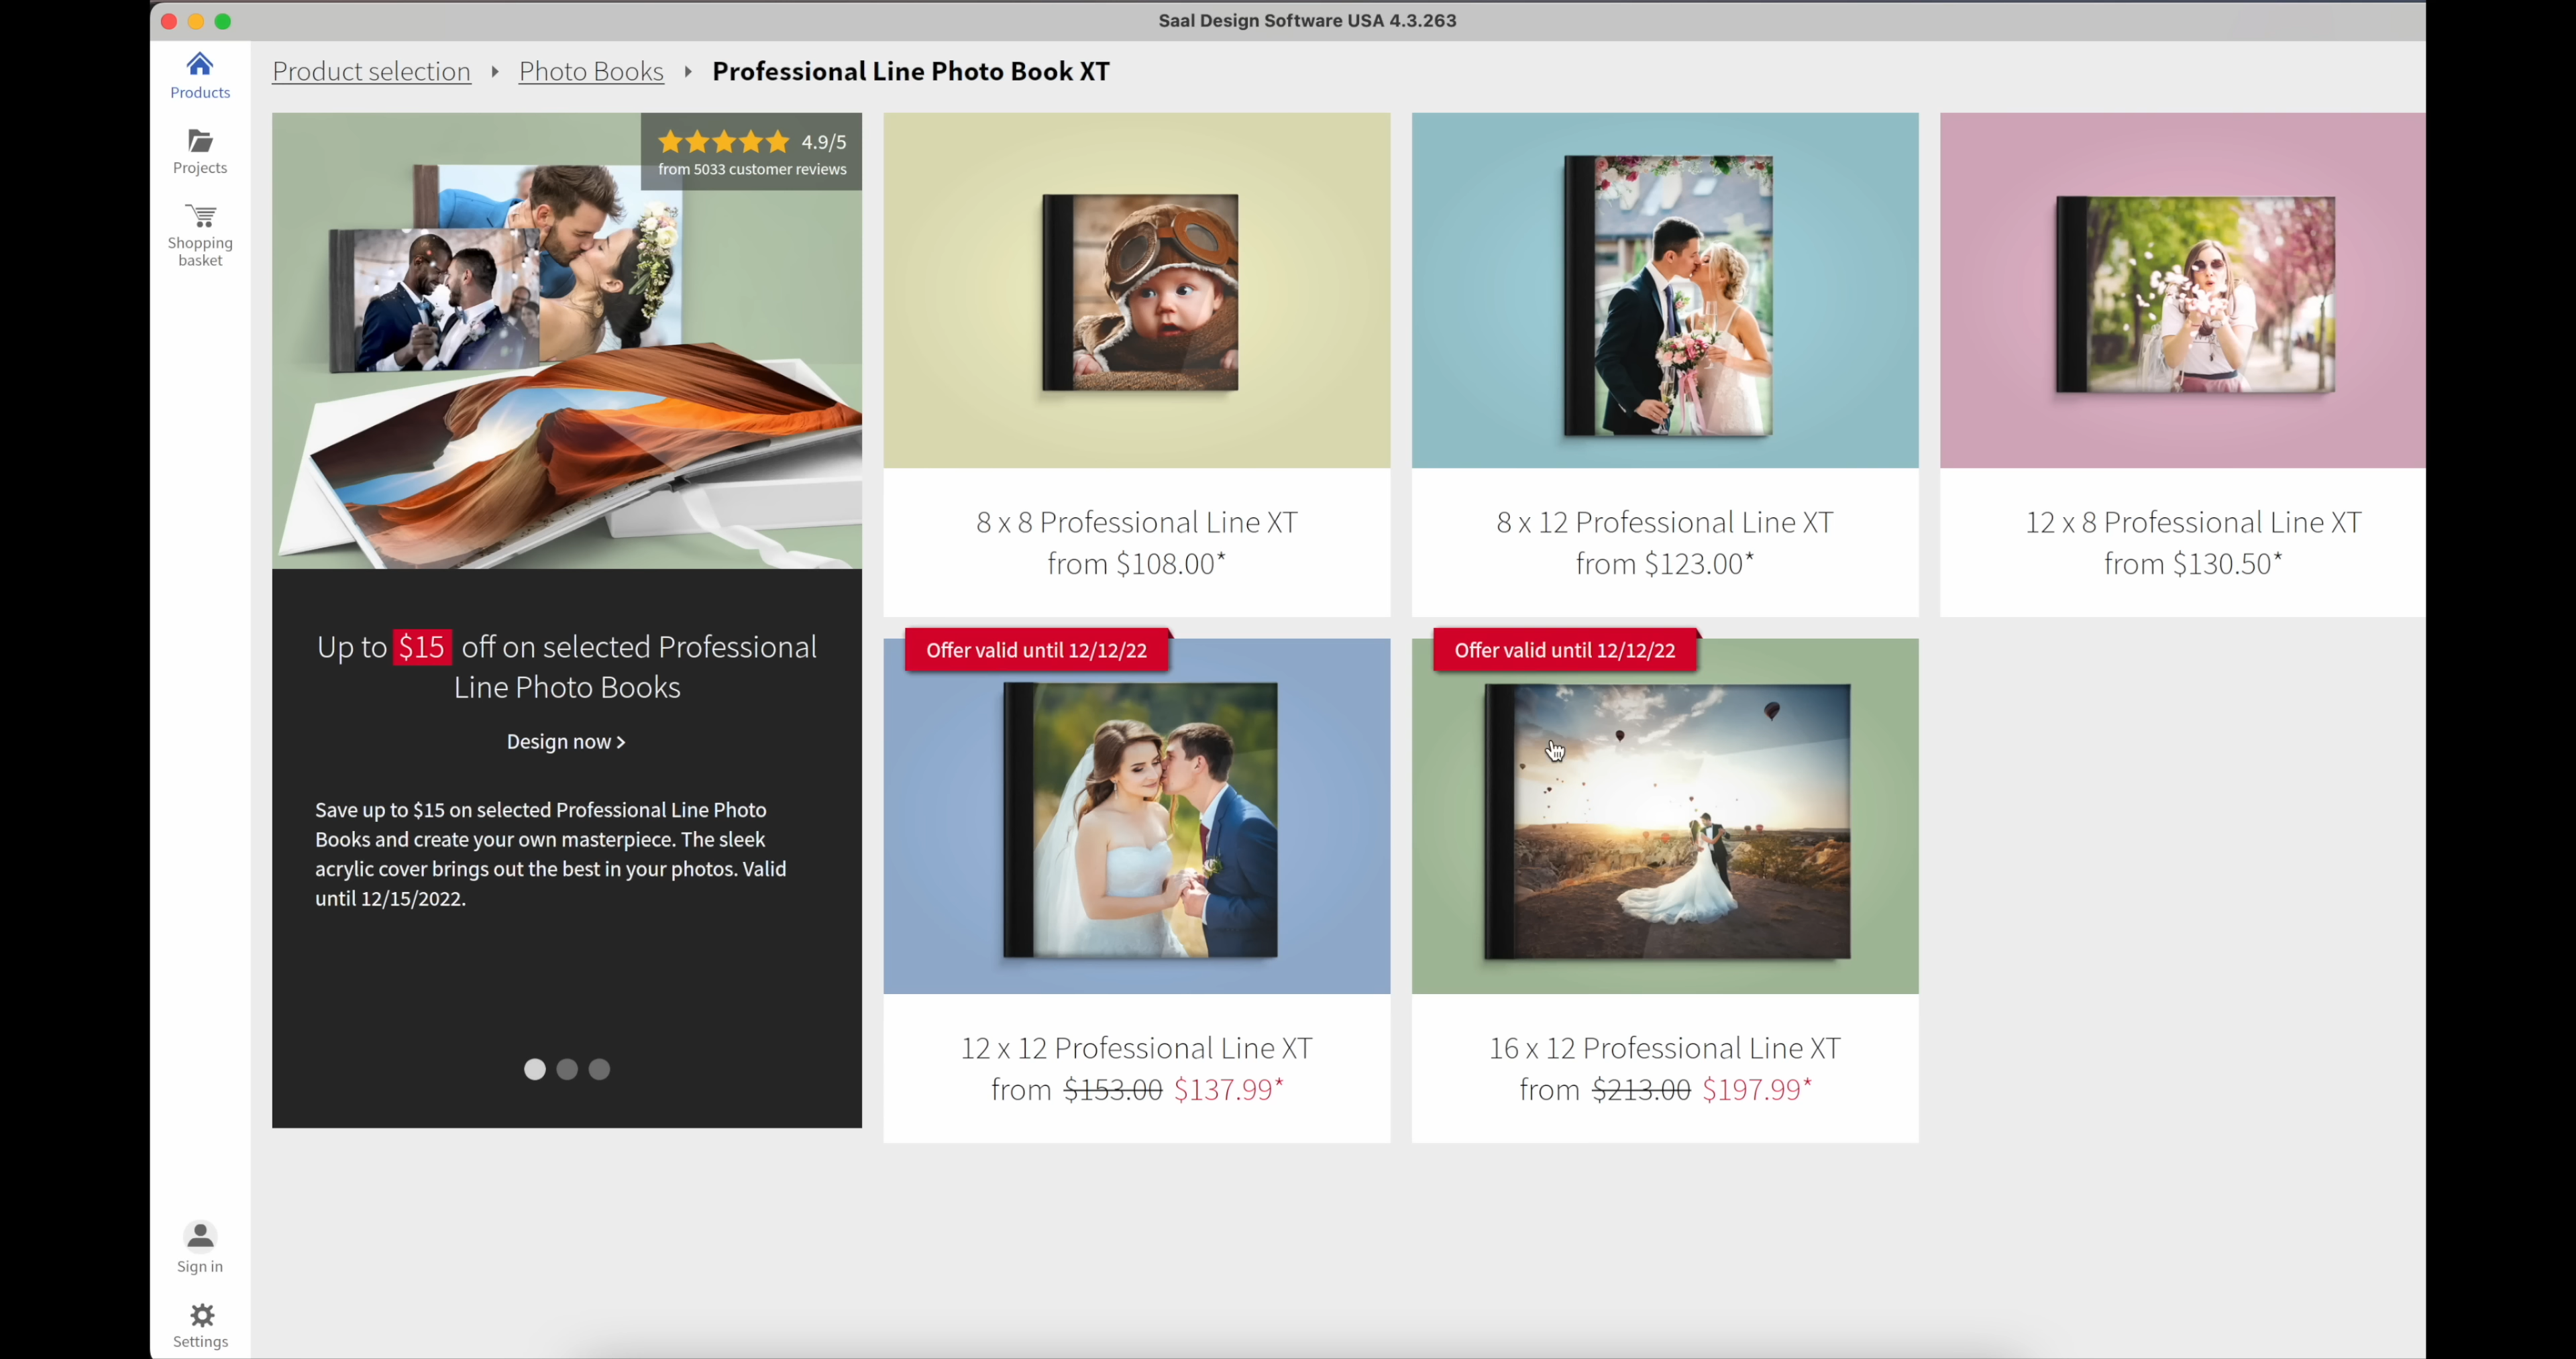 Saal Design Software USA 4.3.263
Products
Projects
Shopping
basket
Sign in
Settings
Product selection
Photo Books
Professional Line Photo Book XT
4.9/5
from 5033 customer reviews
Up to $15 off on selected Professional
Line Photo Books
Design now >
Save up to $15 on selected Professional Line Photo
Books and create your own masterpiece. The sleek
acrylic cover brings out the best in your photos. Valid
until 12/15/2022.
8 x 8 Professional Line XT
from $108.00*
8 x 12 Professional Line XT
from $123.00*
12 x 8 Professional Line XT
from $130.50*
Offer valid until 12/12/22
12 x 12 Professional Line XT
from $153.00 $137.99*
Offer valid until 12/12/22
16 x 12 Professional Line XT
from $213.00 $197.99*